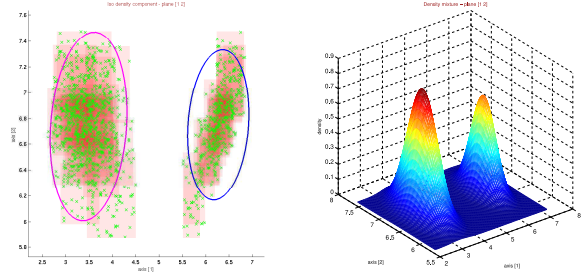 Iso density component - plane [1 2]
7.6
7.4
7.2
7
6.8
6.6
6.4
6.2
6
5.8
axis [2]
2.5 3 3.5 4 4.5 5 5.5 6 6.5 7
axis [1]
Density mixture – plane [1 2]
0.9
0.8
0.7
0.6
0.5
0.4
0.3
0.2
0.1
0
density
8
7.5
7
6.5
6
5.5
axis [2]
2 3 4 5 6 7 8
axis [1]